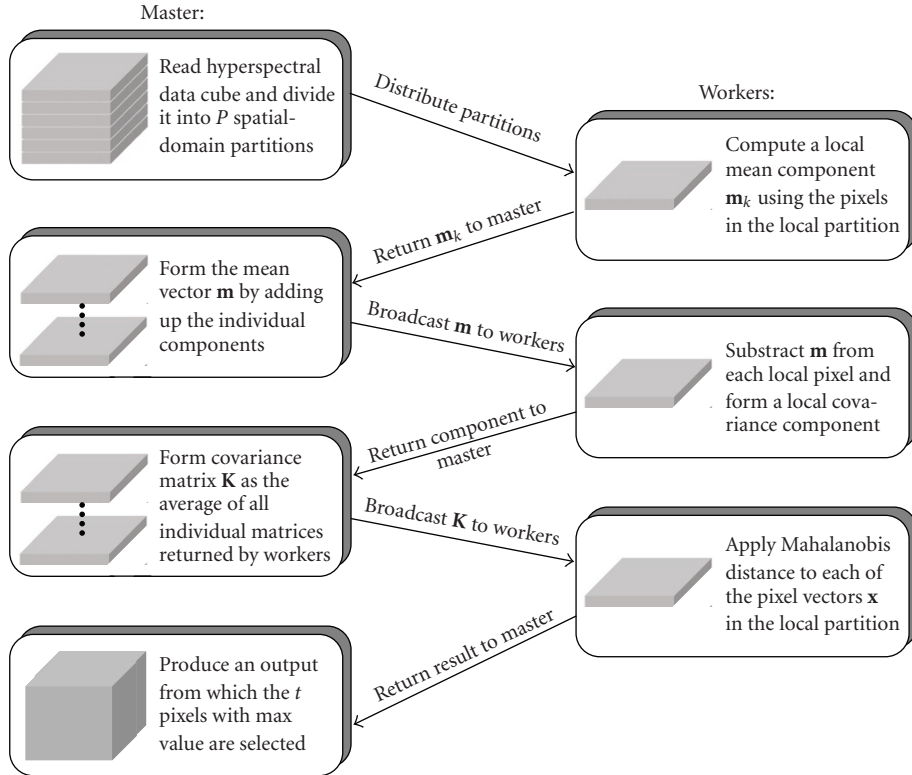 Master:
Read hyperspectral
data cube and divide
it into P spatial-
domain partitions
Distribute partitions
Workers:
Compute a local
mean component
m_k using the pixels
in the local partition
Return m_k to master
Form the mean
vector m by adding
up the individual
components
Broadcast m to workers
Substract m from
each local pixel and
form a local cova-
riance component
Return component to
master
Form covariance
matrix K as the
average of all
individual matrices
returned by workers
Broadcast K to workers
Apply Mahalanobis
distance to each of
the pixel vectors x
in the local partition
Return result to master
Produce an output
from which the t
pixels with max
value are selected